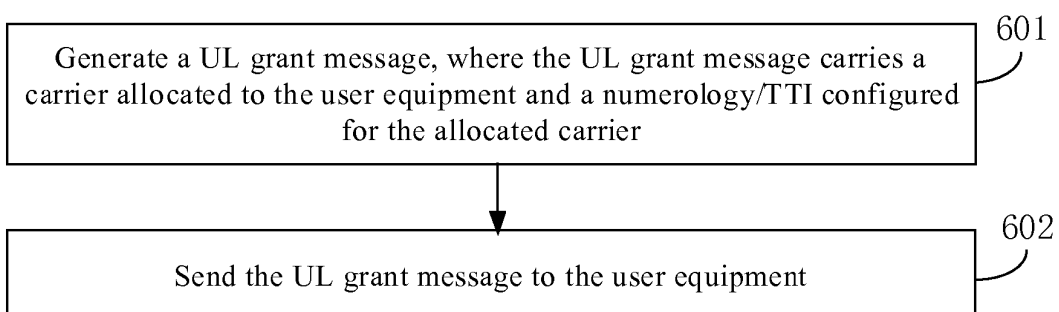 601
Generate a UL grant message, where the UL grant message carries a
carrier allocated to the user equipment and a numerology/TTI configured
for the allocated carrier
602
Send the UL grant message to the user equipment